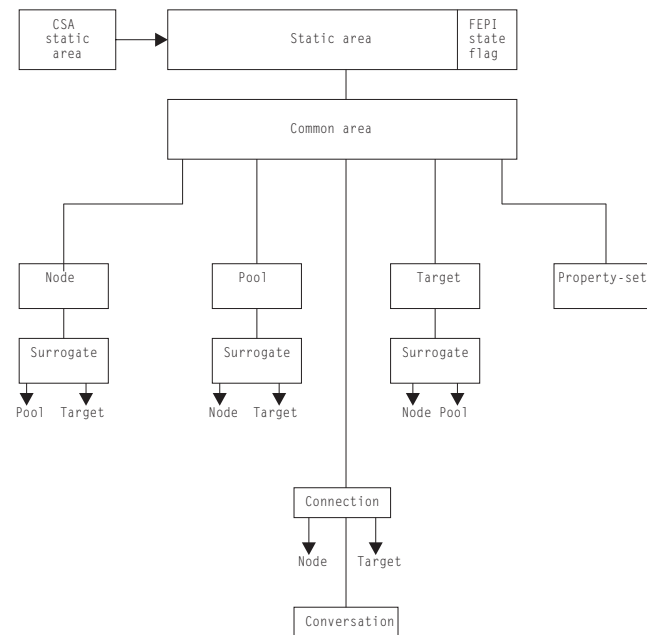 CSA
static
area
Static area
FEPI
state
flag
Common area
Node
Pool
Target
Property-set
Surrogate
Surrogate
Surrogate
Pool Target
Node Target
Node Pool
Connection
Node Target
Conversation